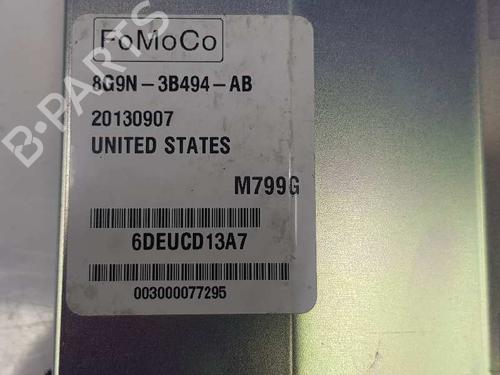 FoMoCo
8G9N-3B494-AB
20130907
UNITED STATES
M799G
6DEUCD13A7
003000077295
B-PARTS